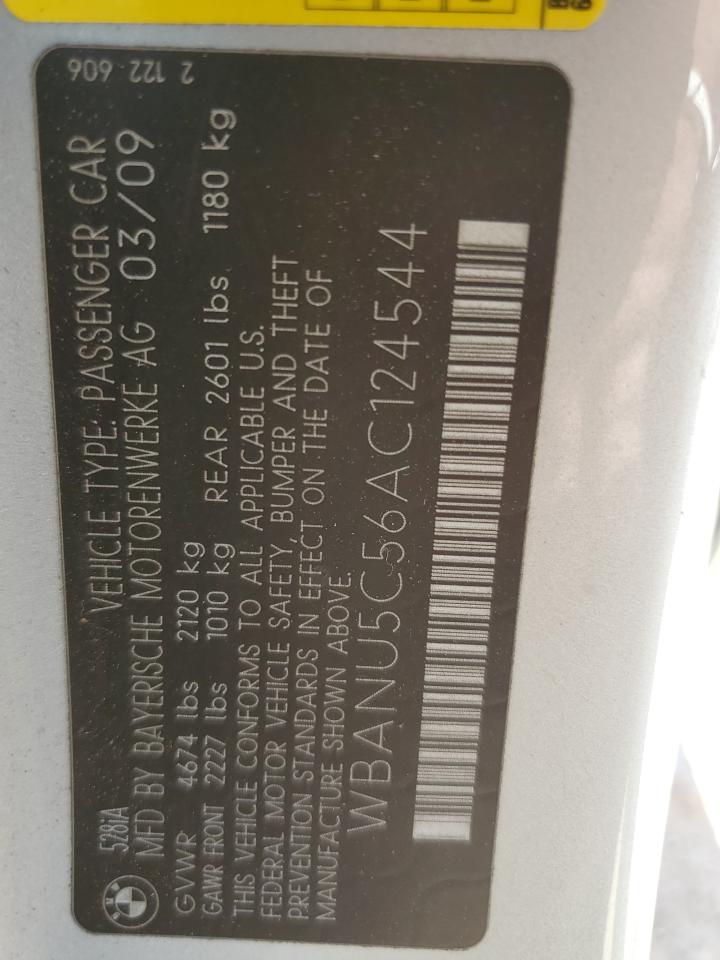 2 122 606
528iA VEHICLE TYPE: PASSENGER CAR
MFD BY BAYERISCHE MOTORENWERKE AG 03/09
GVWR 4674 lbs 2120 kg
GAWR FRONT 2227 lbs 1010 kg REAR 2601 lbs 1180 kg
THIS VEHICLE CONFORMS TO ALL APPLICABLE U.S.
FEDERAL MOTOR VEHICLE SAFETY, BUMPER AND THEFT
PREVENTION STANDARDS IN EFFECT ON THE DATE OF
MANUFACTURE SHOWN ABOVE.
WBANU5C56AC124544